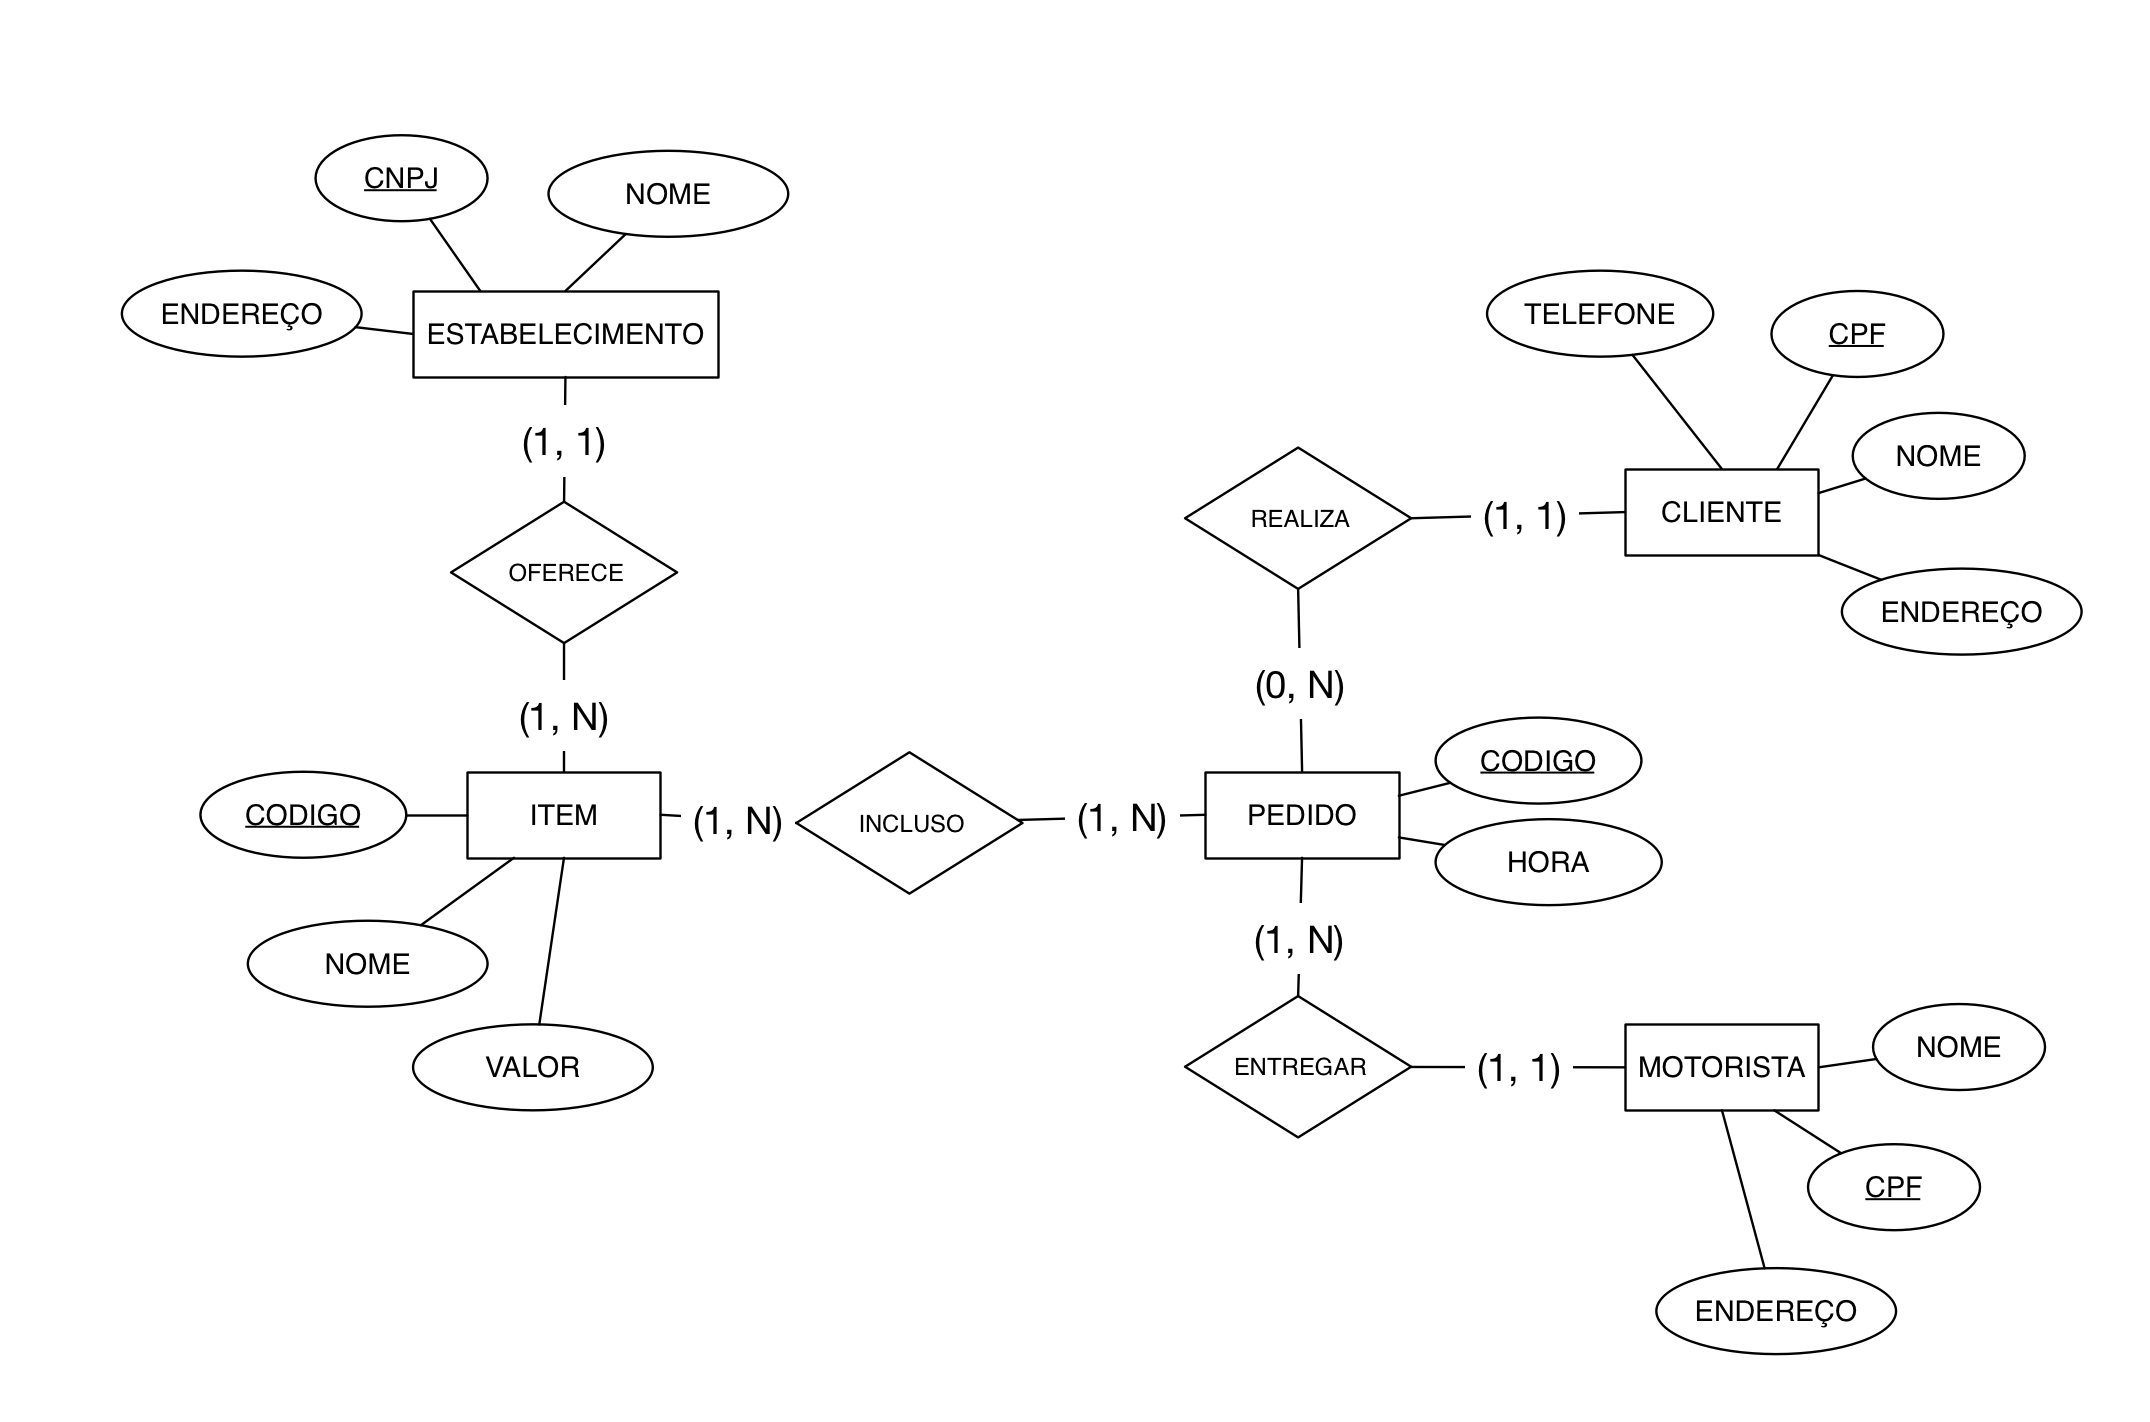 CNPJ
NOME
ENDEREÇO
ESTABELECIMENTO
(1, 1)
OFERECE
(1, N)
CODIGO
ITEM
(1, N)
INCLUSO
(1, N)
NOME
VALOR
TELEFONE
CPF
NOME
CLIENTE
ENDEREÇO
REALIZA
(1, 1)
(0, N)
PEDIDO
CODIGO
HORA
(1, N)
ENTREGAR
(1, 1)
MOTORISTA
NOME
CPF
ENDEREÇO